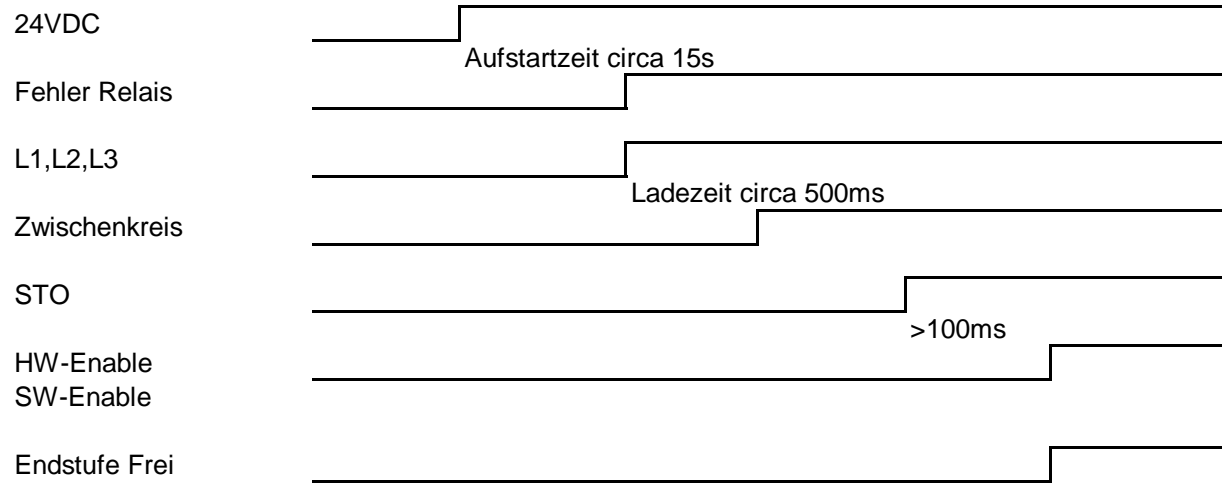 24VDC
Aufstartzeit circa 15s
Fehler Relais
L1,L2,L3
Ladezeit circa 500ms
Zwischenkreis
STO
>100ms
HW-Enable
SW-Enable
Endstufe Frei